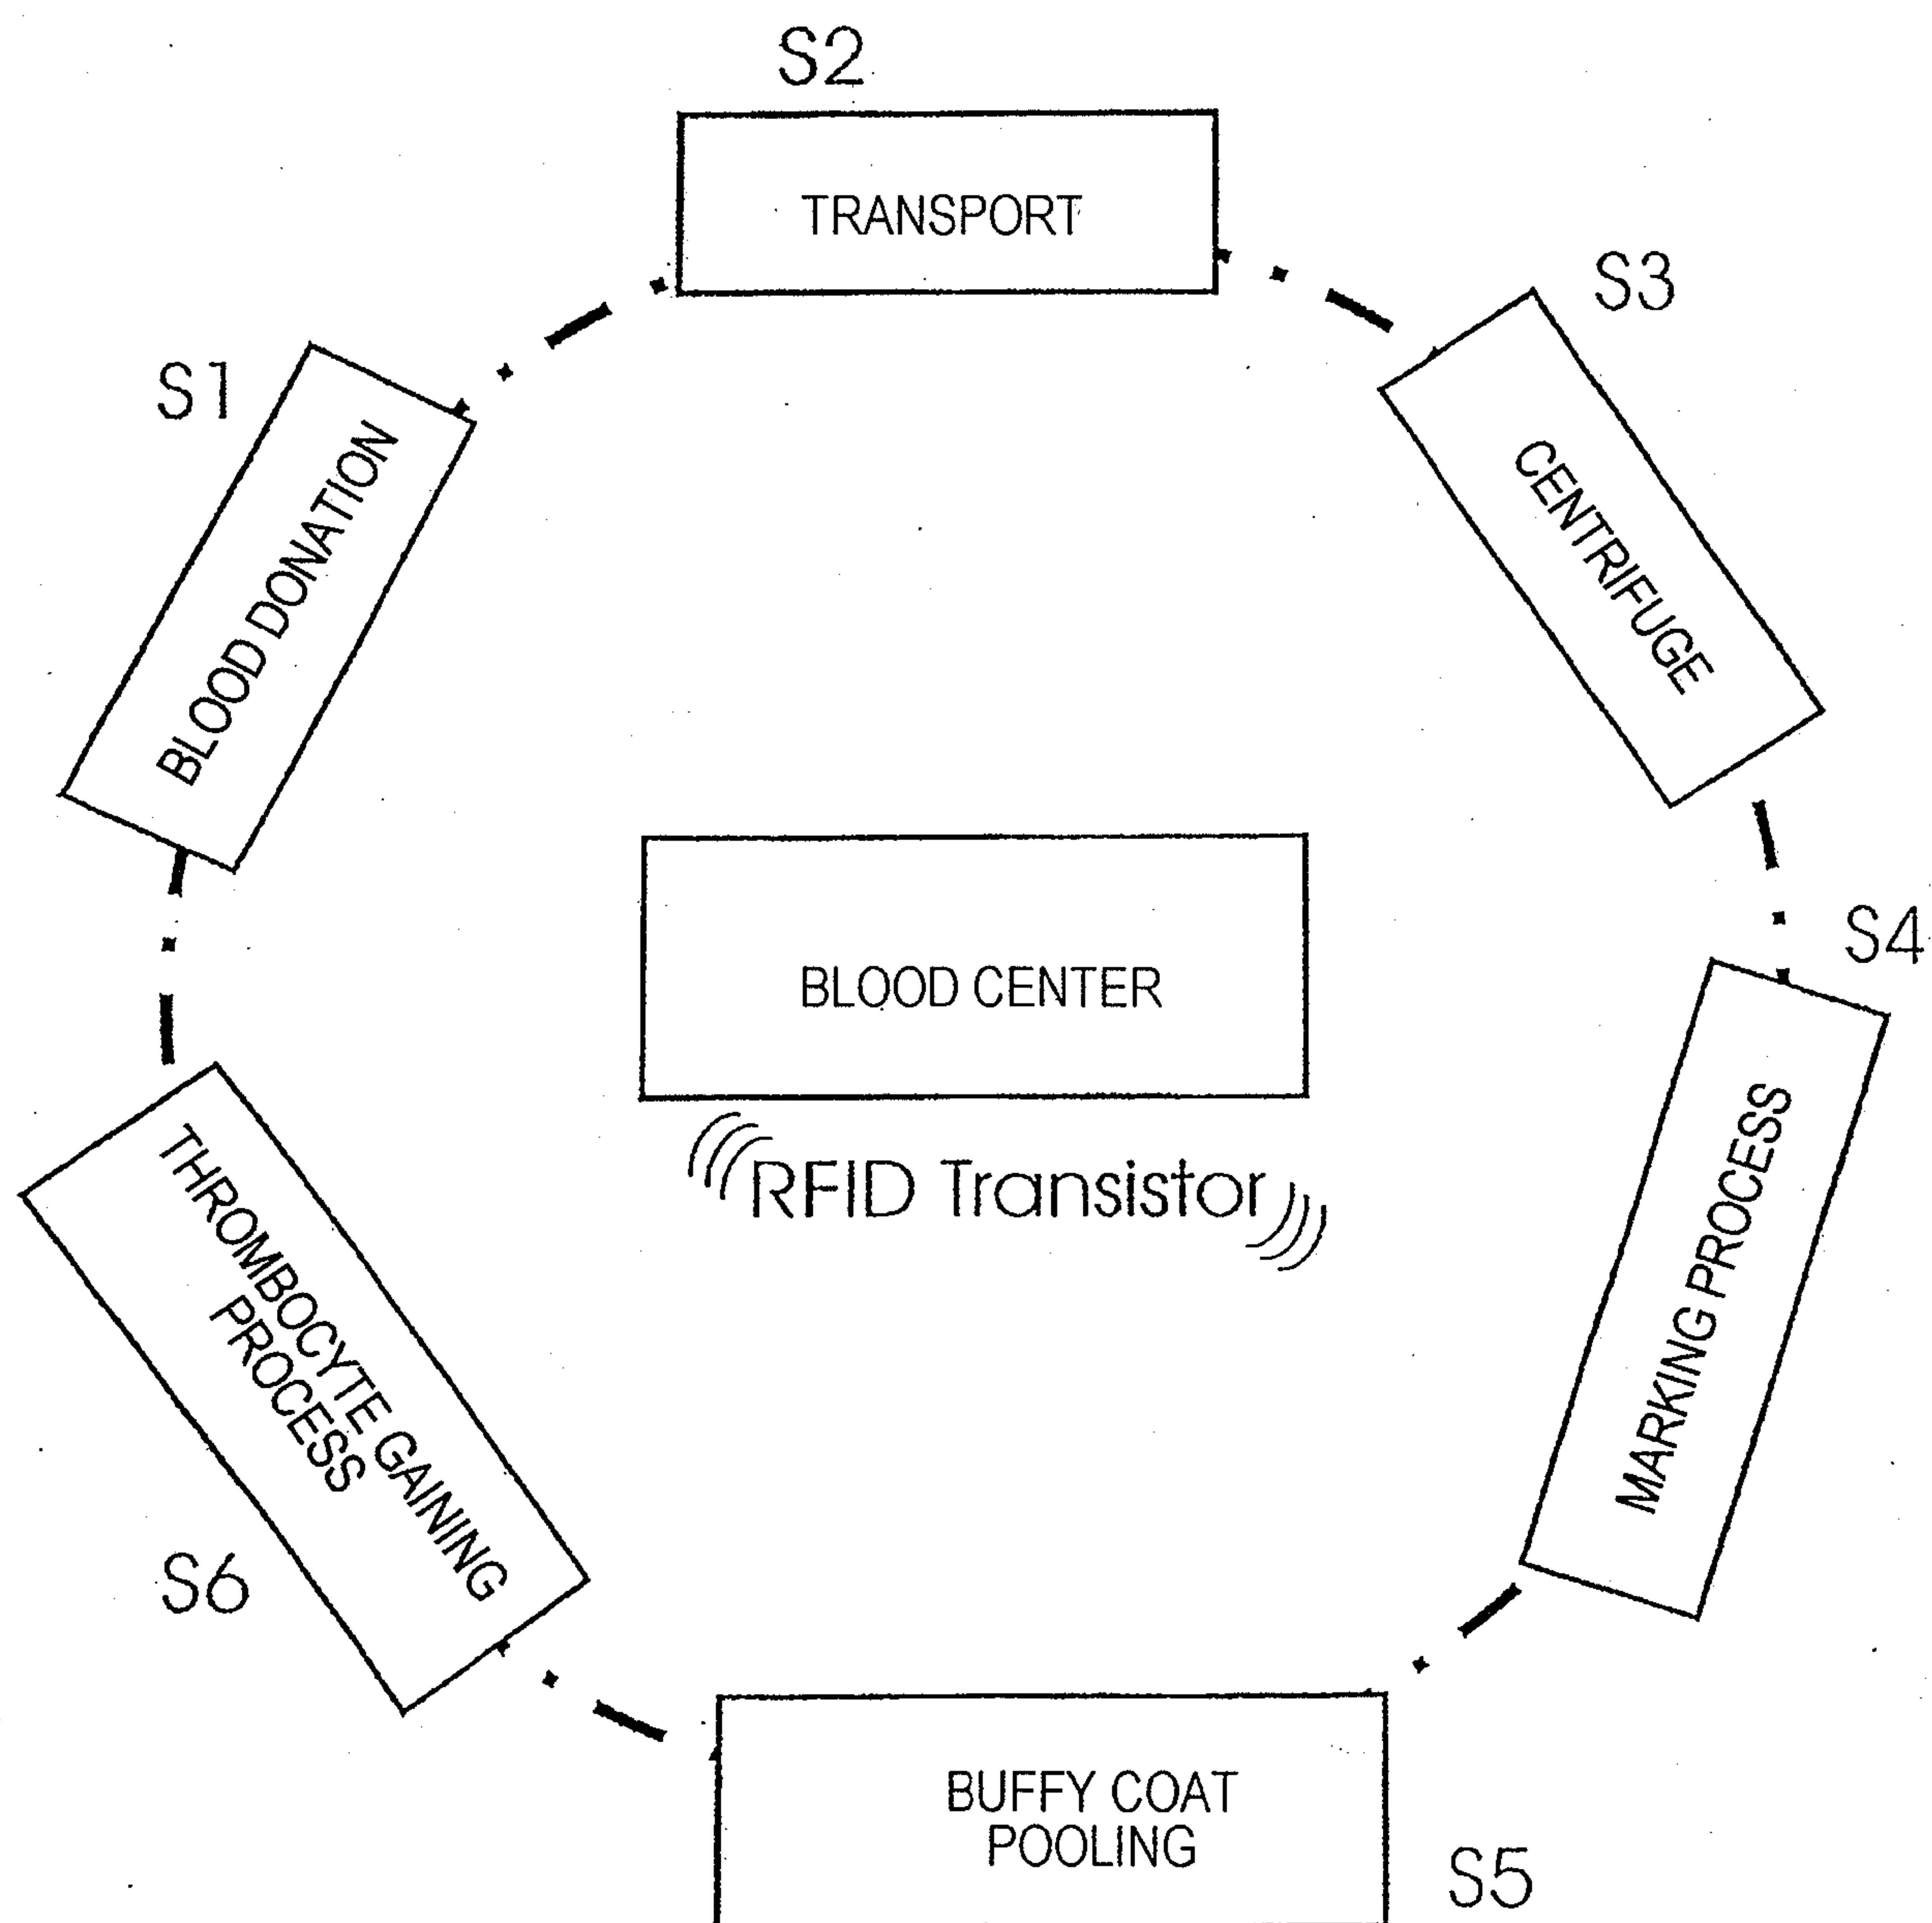 S2
TRANSPORT
S3
CENTRIFUGE
S1
BLOOD DONATION
BLOOD CENTER
S4
MARKING PROCESS
RFID Transistor
THROMBOCYTE GAINING
PROCESS
S6
BUFFY COAT
POOLING
S5